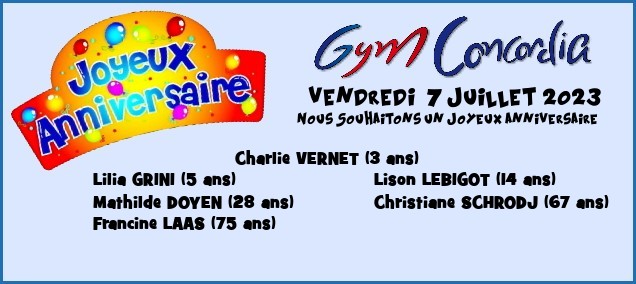 Joyeux
Anniversaire
Gym Concordia
VENDREDI 7 JUILLET 2023
NOUS SOUHAITONS UN JOYEUX ANNIVERSAIRE
Charlie VERNET (3 ans)
Lilia GRINI (5 ans) Lison LEBIGOT (14 ans)
Mathilde DOYEN (28 ans) Christiane SCHRODJ (67 ans)
Francine LAAS (75 ans)